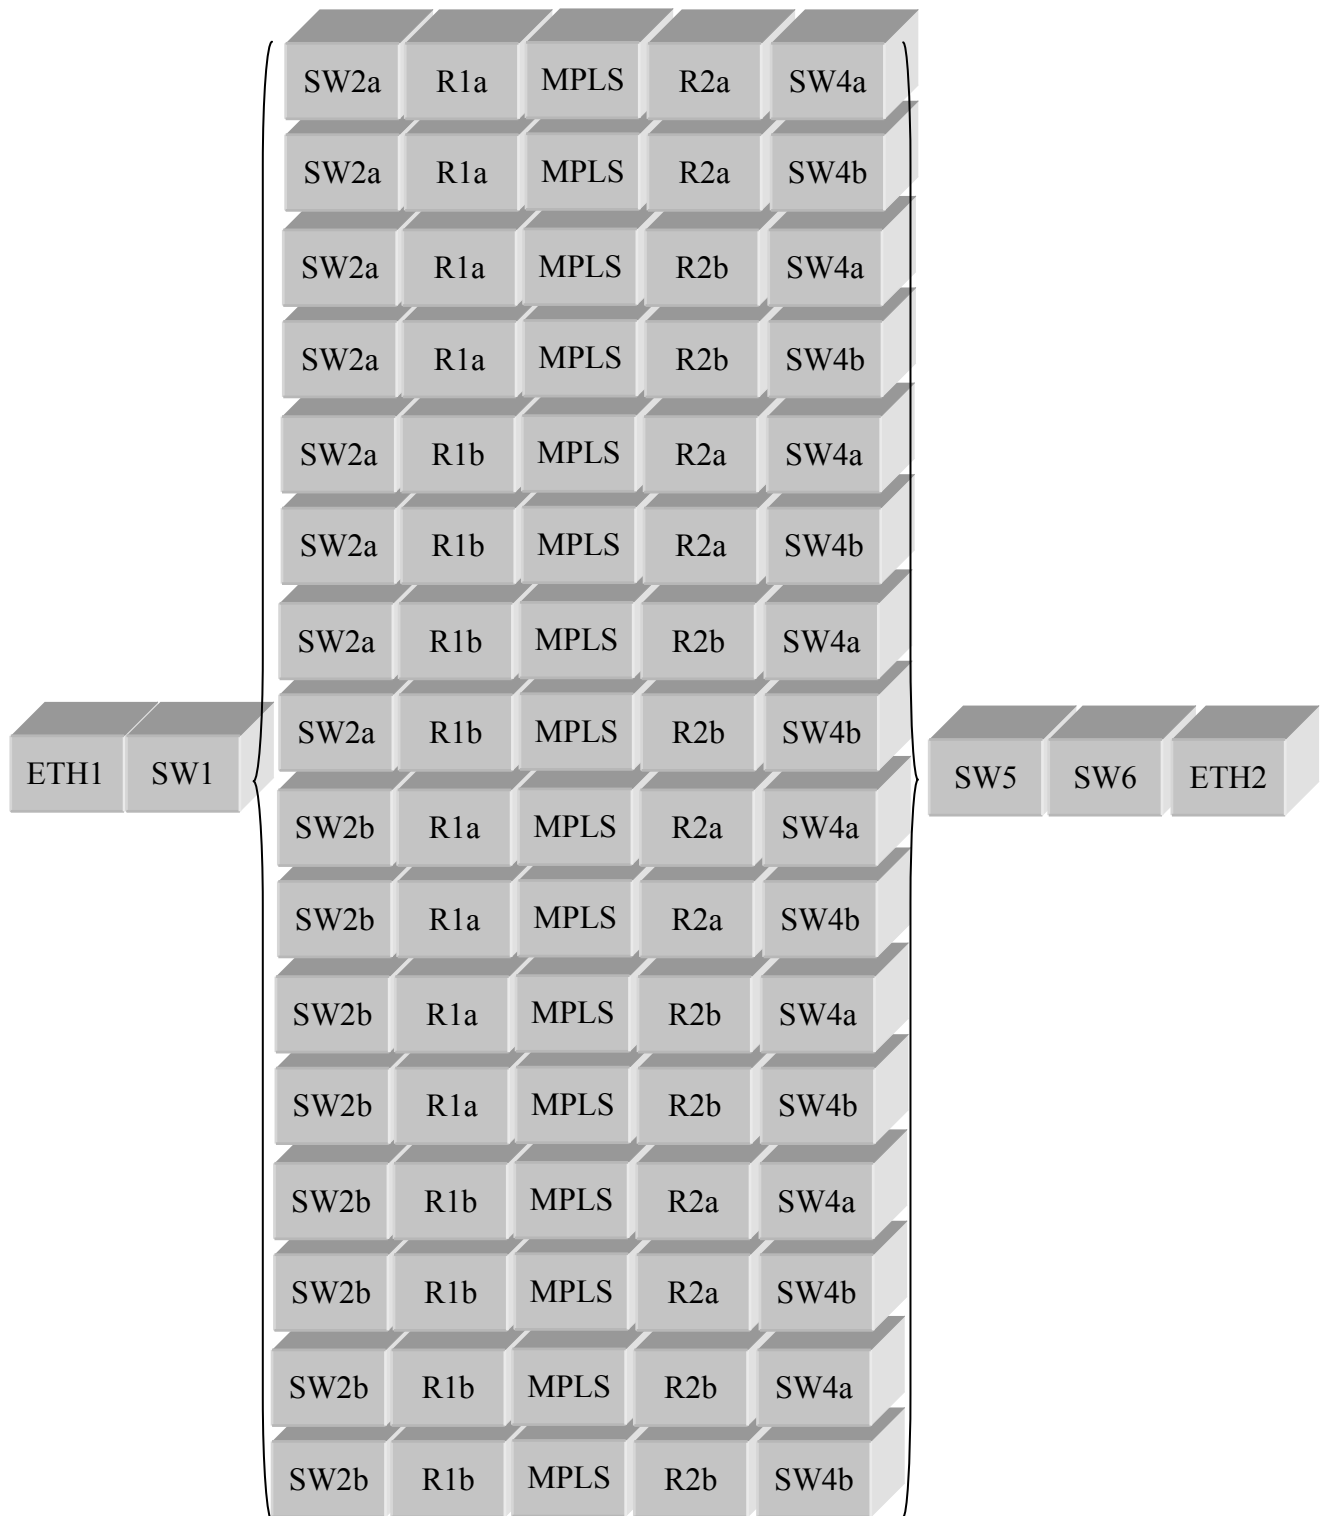 SW2a R1a MPLS R2a SW4a
SW2a R1a MPLS R2a SW4b
SW2a R1a MPLS R2b SW4a
SW2a R1a MPLS R2b SW4b
SW2a R1b MPLS R2a SW4a
SW2a R1b MPLS R2a SW4b
SW2a R1b MPLS R2b SW4a
SW2a R1b MPLS R2b SW4b
ETH1 SW1
SW5 SW6 ETH2
SW2b R1a MPLS R2a SW4a
SW2b R1a MPLS R2a SW4b
SW2b R1a MPLS R2b SW4a
SW2b R1a MPLS R2b SW4b
SW2b R1b MPLS R2a SW4a
SW2b R1b MPLS R2a SW4b
SW2b R1b MPLS R2b SW4a
SW2b R1b MPLS R2b SW4b